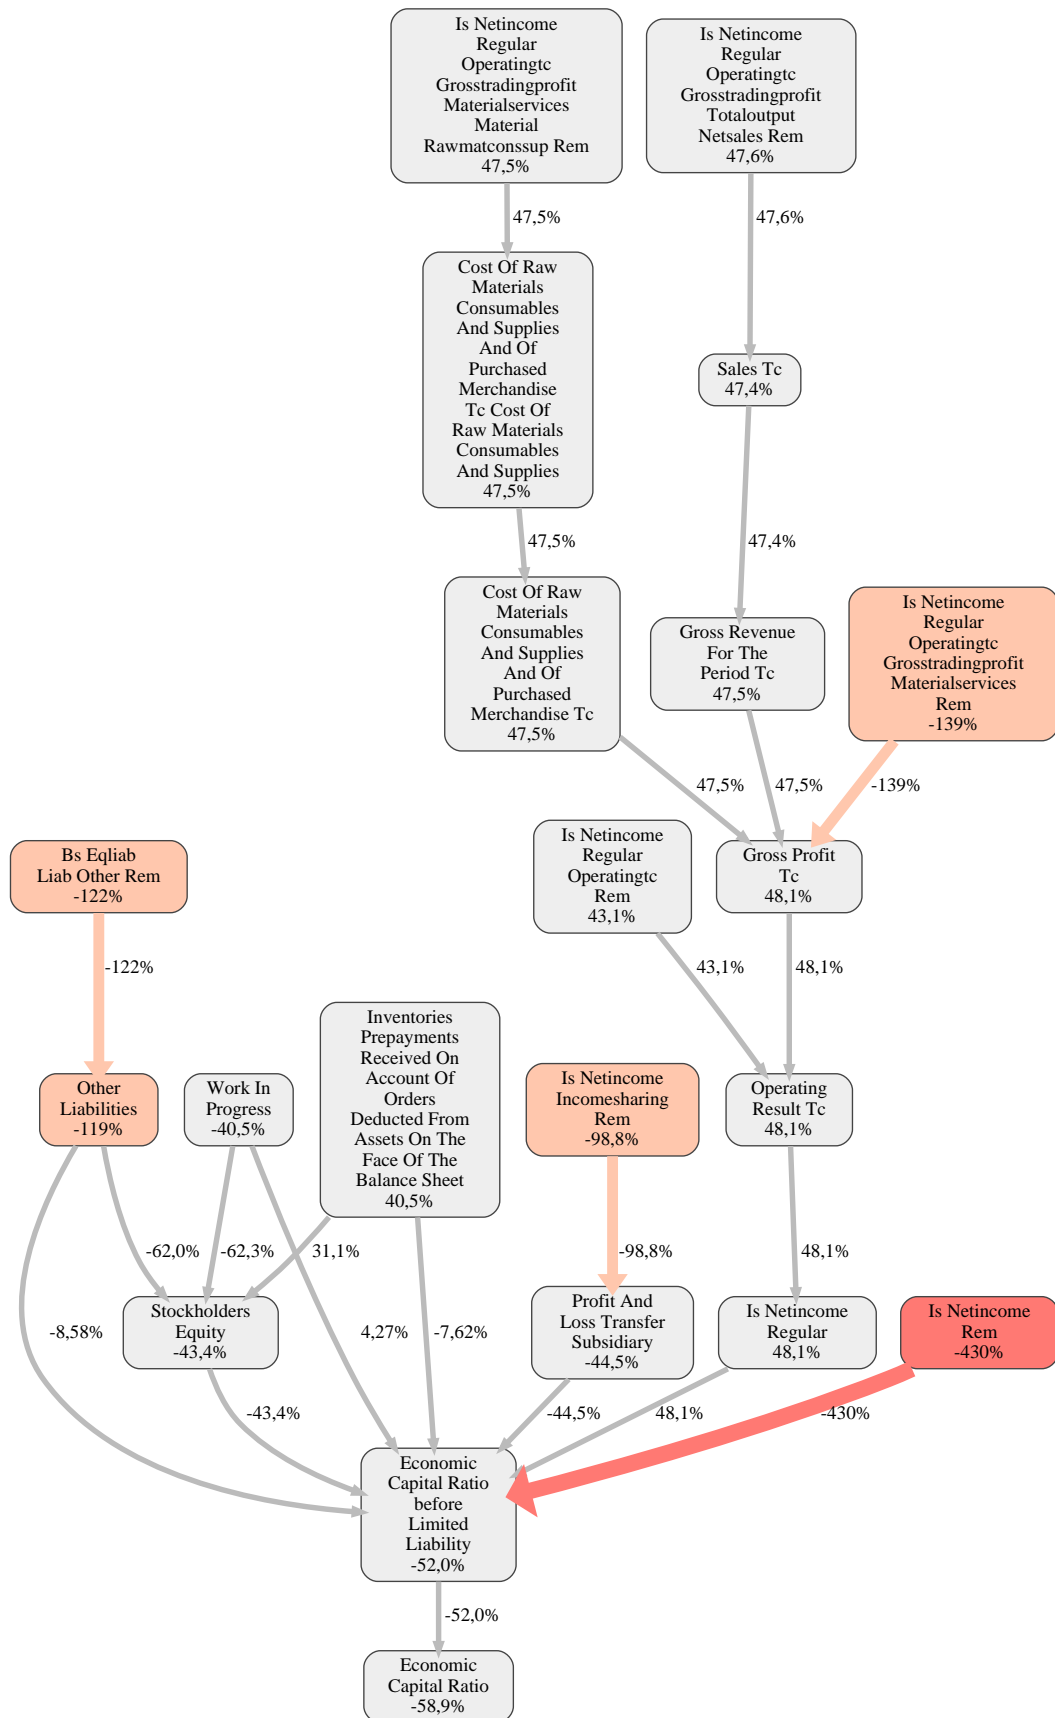 Is Netincome
Regular
Operatingtc
Grosstradingprofit
Materialservices
Material
Rawmatconssup Rem
47,5%
Is Netincome
Regular
Operatingtc
Grosstradingprofit
Totaloutput
Netsales Rem
47,6%
47,5%
47,6%
Cost Of Raw
Materials
Consumables
And Supplies
And Of
Purchased
Merchandise
Tc Cost Of
Raw Materials
Consumables
And Supplies
47,5%
Sales Tc
47,4%
47,5%
47,4%
Cost Of Raw
Materials
Consumables
And Supplies
And Of
Purchased
Merchandise Tc
47,5%
Gross Revenue
For The
Period Tc
47,5%
Is Netincome
Regular
Operatingtc
Grosstradingprofit
Materialservices
Rem
-139%
47,5%
47,5%
-139%
Bs Eqliab
Liab Other Rem
-122%
Is Netincome
Regular
Operatingtc
Rem
43,1%
Gross Profit
Tc
48,1%
-122%
43,1%
48,1%
Other
Liabilities
-119%
Work In
Progress
-40,5%
Inventories
Prepayments
Received On
Account Of
Orders
Deducted From
Assets On The
Face Of The
Balance Sheet
40,5%
Is Netincome
Incomesharing
Rem
-98,8%
Operating
Result Tc
48,1%
-62,0%
-62,3%
31,1%
-98,8%
48,1%
Stockholders
Equity
-43,4%
Profit And
Loss Transfer
Subsidiary
-44,5%
Is Netincome
Regular
48,1%
Is Netincome
Rem
-430%
-8,58%
4,27%
-7,62%
-43,4%
-44,5%
48,1%
-430%
Economic
Capital Ratio
before
Limited
Liability
-52,0%
-52,0%
Economic
Capital Ratio
-58,9%